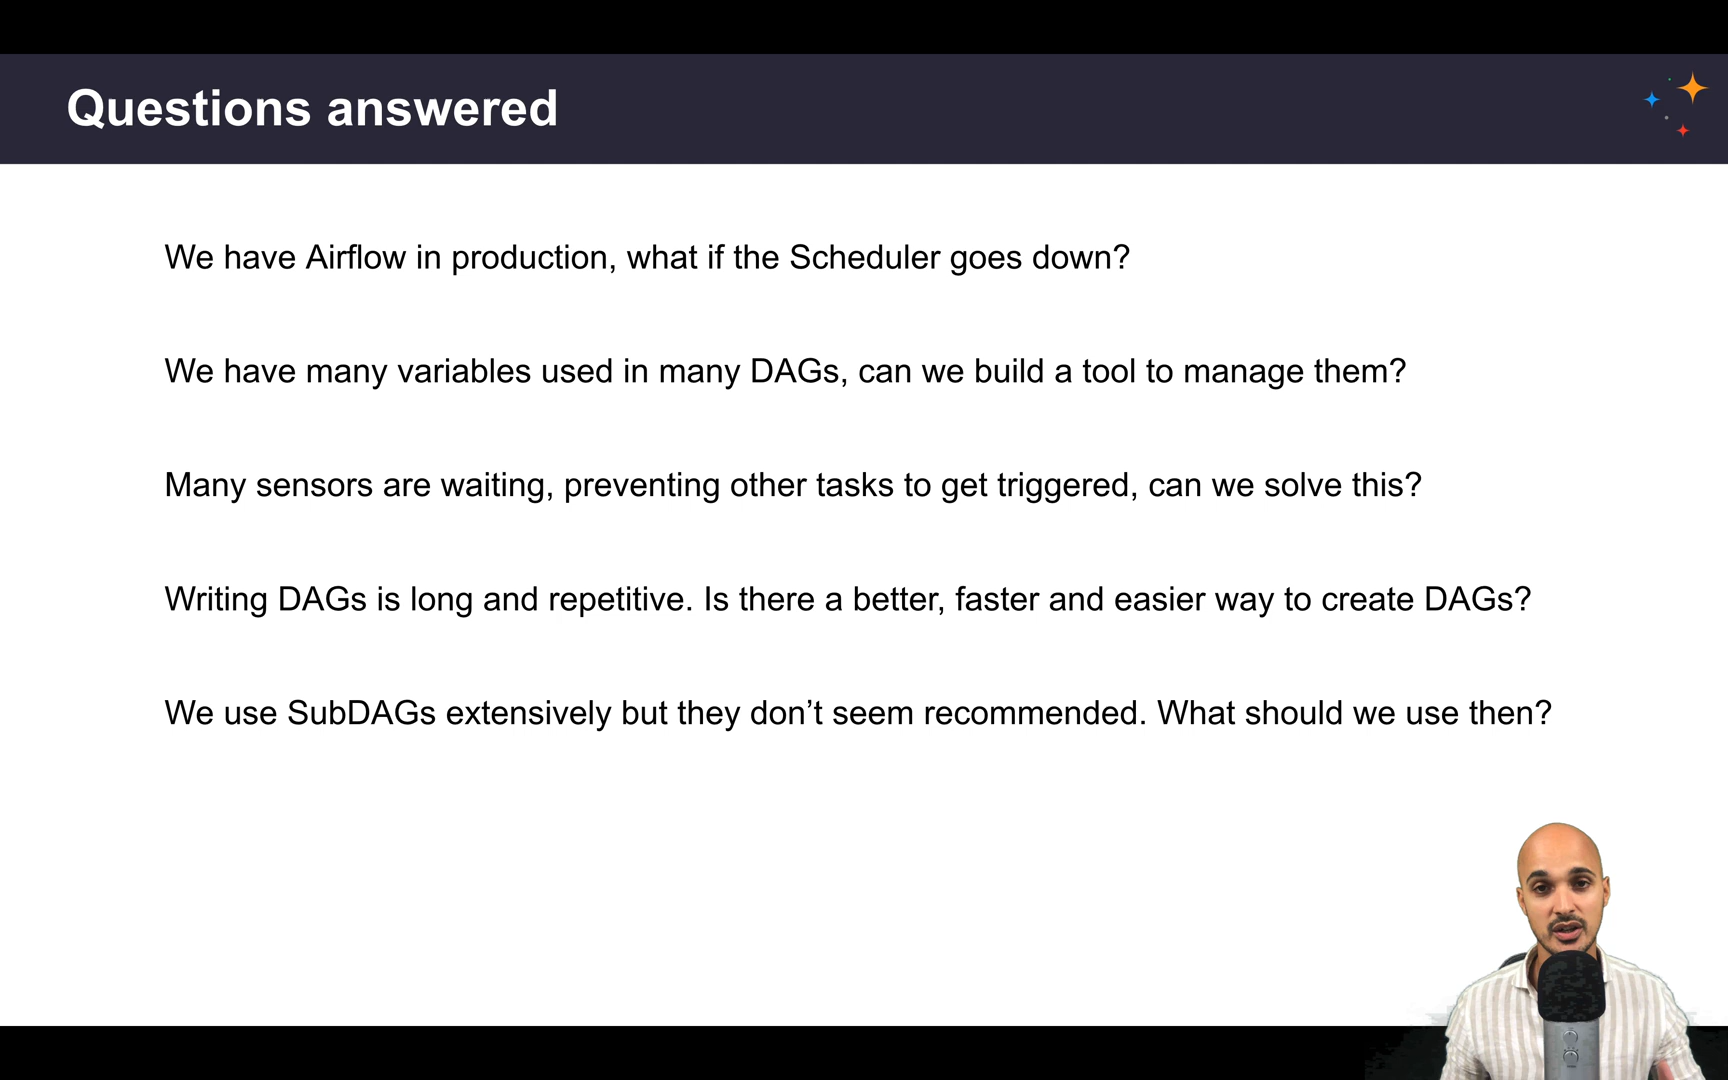 Questions answered
We have Airflow in production, what if the Scheduler goes down?
We have many variables used in many DAGs, can we build a tool to manage them?
Many sensors are waiting, preventing other tasks to get triggered, can we solve this?
Writing DAGs is long and repetitive. Is there a better, faster and easier way to create DAGs?
We use SubDAGs extensively but they don’t seem recommended. What should we use then?